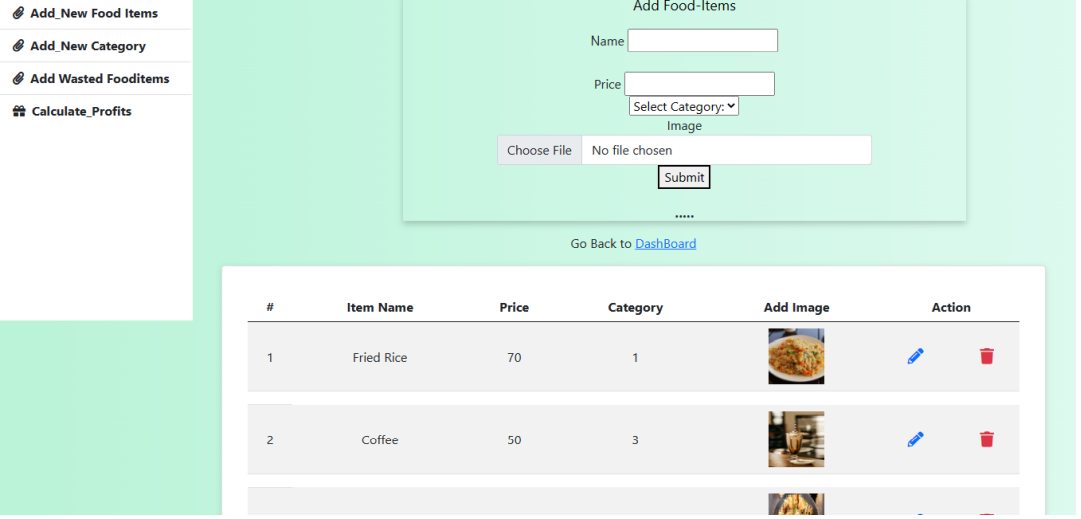 Add_New Food Items
Add_New Category
Add Wasted Fooditems
Calculate_Profits
Add Food-Items
Name
Price
Select Category:
Image
Choose File No file chosen
Submit
.....
Go Back to DashBoard
# Item Name Price Category Add Image Action
1 Fried Rice 70 1
2 Coffee 50 3